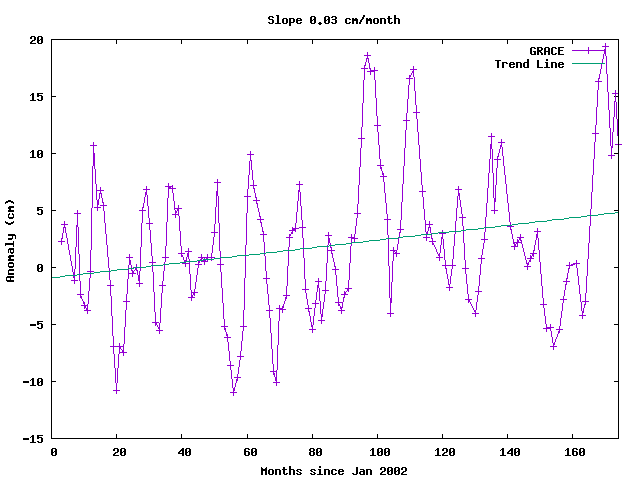 Slope 0.03 cm/month
GRACE
Trend Line
20
15
10
5
0
-5
-10
-15
Anomaly (cm)
0 20 40 60 80 100 120 140 160
Months since Jan 2002